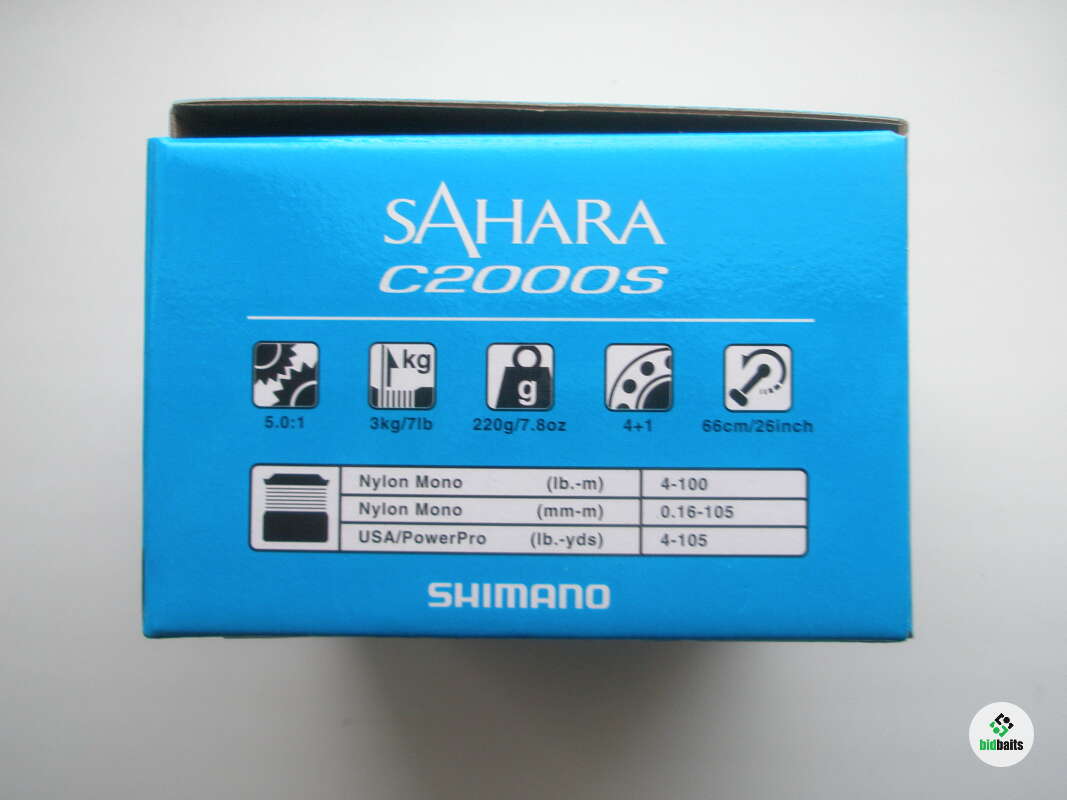 SAHARA
C2000S
kg
g
5.0:1 3kg/7lb 220g/7.8oz 4+1 66cm/26inch
Nylon Mono (lb.-m) 4-100
Nylon Mono (mm-m) 0.16-105
USA/PowerPro (lb.-yds) 4-105
SHIMANO
bidbaits